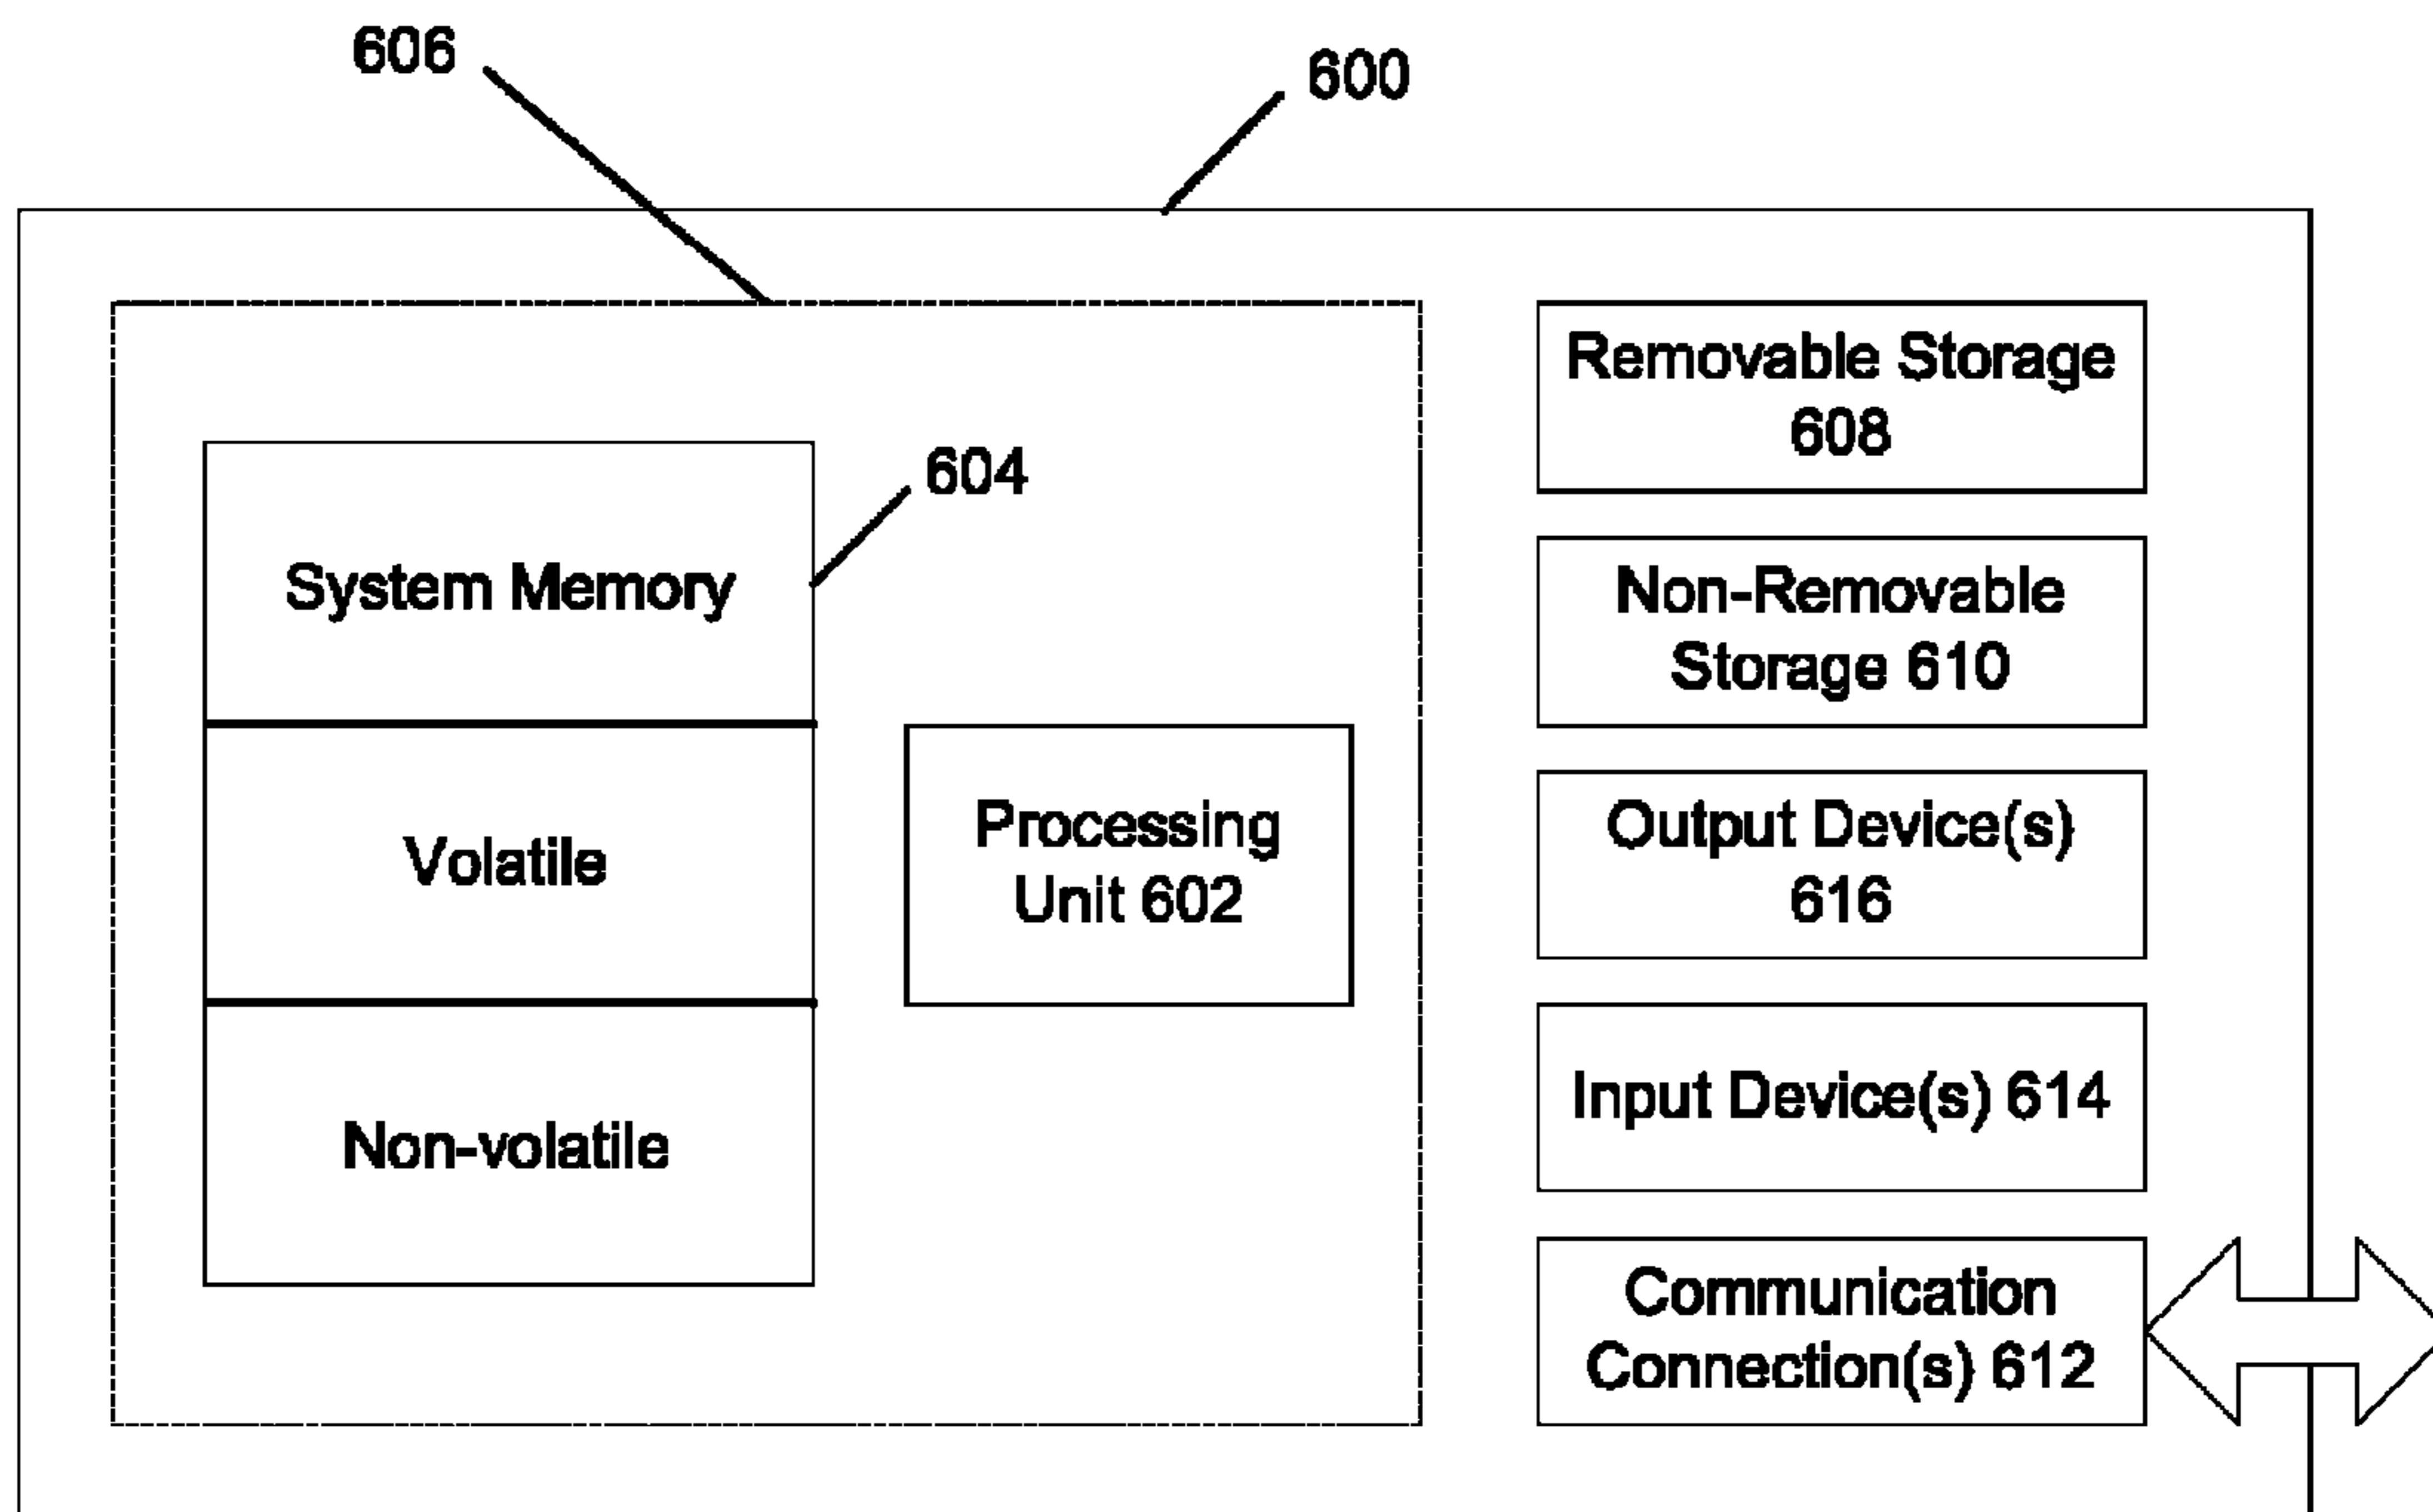 606
600
604
System Memory
Volatile
Non-volatile
Processing
Unit 602
Removable Storage
608
Non-Removable
Storage 610
Output Device(s)
616
Input Device(s) 614
Communication
Connection(s) 612